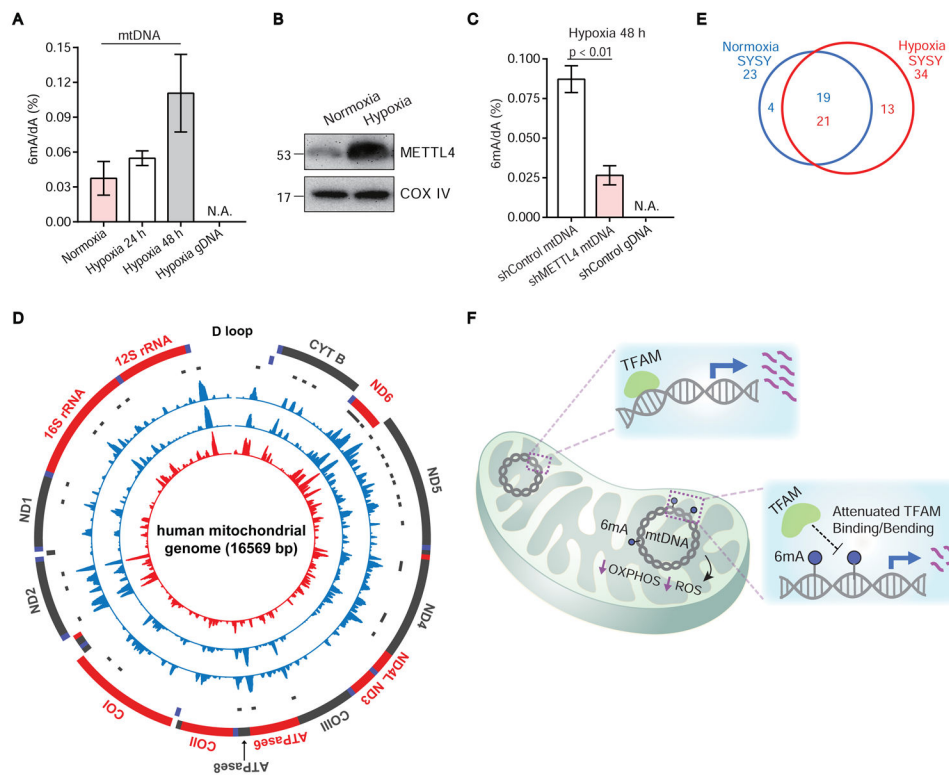 A
mtDNA
0.15
0.12
0.09
0.06
0.03
0.00
6mA/dA (%)
N.A.
Normoxia
Hypoxia 24 h
Hypoxia 48 h
Hypoxia gDNA
B
Normoxia
Hypoxia
53
METTL4
17
COX IV
C
Hypoxia 48 h
p < 0.01
0.100
0.075
0.050
0.025
0.000
6mA/dA (%)
N.A.
shControl mtDNA
shMETTL4 mtDNA
shControl gDNA
E
Normoxia
SYSY
23
Hypoxia
SYSY
34
4
19
21
13
D
D loop
CYT B
ND6
ND5
ND4
ND4L ND3
COIII
ATPase6
ATPase8
COII
COI
ND2
ND1
16S rRNA
12S rRNA
human mitochondrial
genome (16569 bp)
F
TFAM
6mA
mtDNA
OXPHOS
ROS
TFAM
Attenuated TFAM
Binding/Bending
6mA